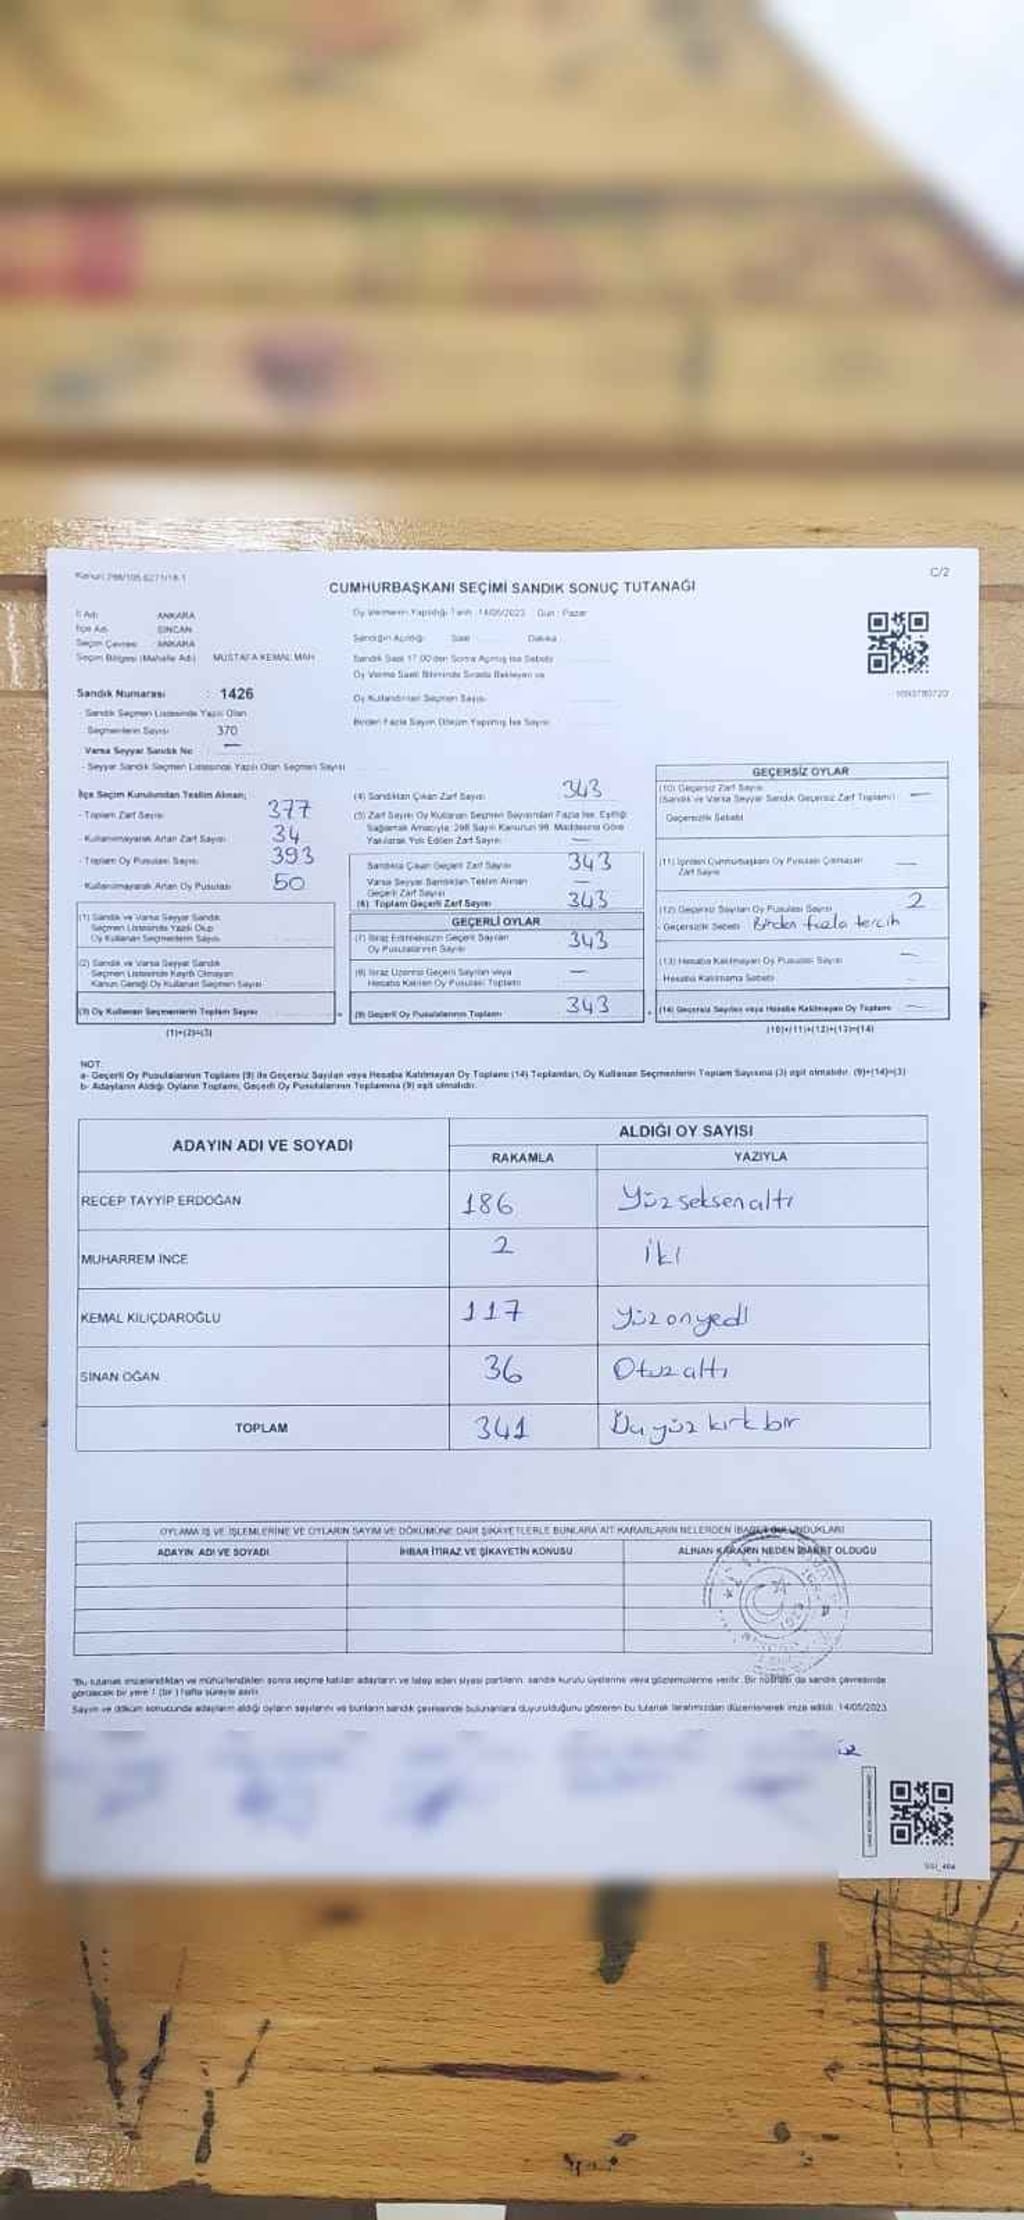 Kanun: 298/105 6271/18-1
C/2
CUMHURBAŞKANI SEÇİMİ SANDIK SONUÇ TUTANAĞI
İl Adı: ANKARA
İlçe Adı: SİNCAN
Seçim Çevresi: ANKARA
Seçim Bölgesi (Mahalle Adı) MUSTAFA KEMAL MAH
Sandık Numarası : 1426
Sandık Seçmen Listesinde Yazılı Olan
Seçmenlerin Sayısı 370
Varsa Seyyar Sandık No —
- Seyyar Sandık Seçmen Listesinde Yazılı Olan Seçmen Sayısı
Oy Vermenin Yapıldığı Tarih : 14/05/2023 Gün : Pazar
Sandığın Açıldığı Saat Dakika
Sandık Saat 17.00'den Sonra Açılmış İse Sebebi
Oy Verme Saati Bitiminde Sırada Bekleyen ve
Oy Kullandırılan Seçmen Sayısı
Birden Fazla Sayım Döküm Yapılmış İse Sayısı
İlçe Seçim Kurulundan Teslim Alınan;
- Toplam Zarf Sayısı 377
- Kullanılmayarak Artan Zarf Sayısı 34
- Toplam Oy Pusulası Sayısı 393
- Kullanılmayarak Artan Oy Pusulası 50
(1) Sandık ve Varsa Seyyar Sandık
Seçmen Listesinde Yazılı Olup
Oy Kullanan Seçmenlerin Sayısı
(2) Sandık ve Varsa Seyyar Sandık
Seçmen Listesinde Kayıtlı Olmayan
Kanun Gereği Oy Kullanan Seçmen Sayısı
(3) Oy Kullanan Seçmenlerin Toplam Sayısı
(1)+(2)=(3)
(4) Sandıktan Çıkan Zarf Sayısı 343
(5) Zarf Sayısı Oy Kullanan Seçmen Sayısından Fazla İse, Eşitliği
Sağlamak Amacıyla; 298 Sayılı Kanunun 98. Maddesine Göre
Yakılarak Yok Edilen Zarf Sayısı —
Sandıkta Çıkan Geçerli Zarf Sayısı 343
Varsa Seyyar Sandıktan Teslim Alınan
Geçerli Zarf Sayısı —
(6) Toplam Geçerli Zarf Sayısı 343
GEÇERLİ OYLAR
(7) İtiraz Edilmeksizin Geçerli Sayılan
Oy Pusulalarının Sayısı 343
(8) İtiraz Üzerine Geçerli Sayılan veya
Hesaba Katılan Oy Pusulası Toplamı —
(9) Geçerli Oy Pusulalarının Toplamı 343
GEÇERSİZ OYLAR
(10) Geçersiz Zarf Sayısı
(Sandık ve Varsa Seyyar Sandık Geçersiz Zarf Toplamı) —
Geçersizlik Sebebi
(11) İçinden Cumhurbaşkanı Oy Pusulası Çıkmayan
Zarf Sayısı —
(12) Geçersiz Sayılan Oy Pusulası Sayısı 2
- Geçersizlik Sebebi Birden fazla tercih
(13) Hesaba Katılmayan Oy Pusulası Sayısı —
Hesaba Katılmama Sebebi —
(14) Geçersiz Sayılan veya Hesaba Katılmayan Oy Toplamı —
(10)+(11)+(12)+(13)=(14)
NOT:
a- Geçerli Oy Pusulalarının Toplamı (9) ile Geçersiz Sayılan veya Hesaba Katılmayan Oy Toplamı (14) Toplamları, Oy Kullanan Seçmenlerin Toplam Sayısına (3) eşit olmalıdır. (9)+(14)=(3)
b- Adayların Aldığı Oyların Toplamı, Geçerli Oy Pusulalarının Toplamına (9) eşit olmalıdır.
ADAYIN ADI VE SOYADI ALDIĞI OY SAYISI
RAKAMLA YAZIYLA
RECEP TAYYİP ERDOĞAN 186 Yüzseksenaltı
MUHARREM İNCE 2 İki
KEMAL KILIÇDAROĞLU 117 Yüzonyedi
SİNAN OĞAN 36 Otuzaltı
TOPLAM 341 Üçyüzkırkbir
OYLAMA İŞ VE İŞLEMLERİNE VE OYLARIN SAYIM VE DÖKÜMÜNE DAİR ŞİKAYETLERLE BUNLARA AİT KARARLARIN NELERDEN İBARET BULUNDUKLARI
ADAYIN ADI VE SOYADI İHBAR İTİRAZ VE ŞİKAYETİN KONUSU ALINAN KARARIN NEDEN İBARET OLDUĞU
"Bu tutanak imzalandıktan ve mühürlendikten sonra seçime katılan adayların ve talep eden siyasi partilerin sandık kurulu üyelerine veya gözlemcilerine verilir. Bir nüshası da sandık çevresinde
görülecek bir yere 1 (bir) hafta süreyle asılır.
Sayım ve döküm sonucunda adayların aldığı oyların sayılarını ve bunların sandık çevresinde bulunanlara duyurulduğunu gösteren bu tutanak tarafımızdan düzenlenerek imza edildi. 14/05/2023